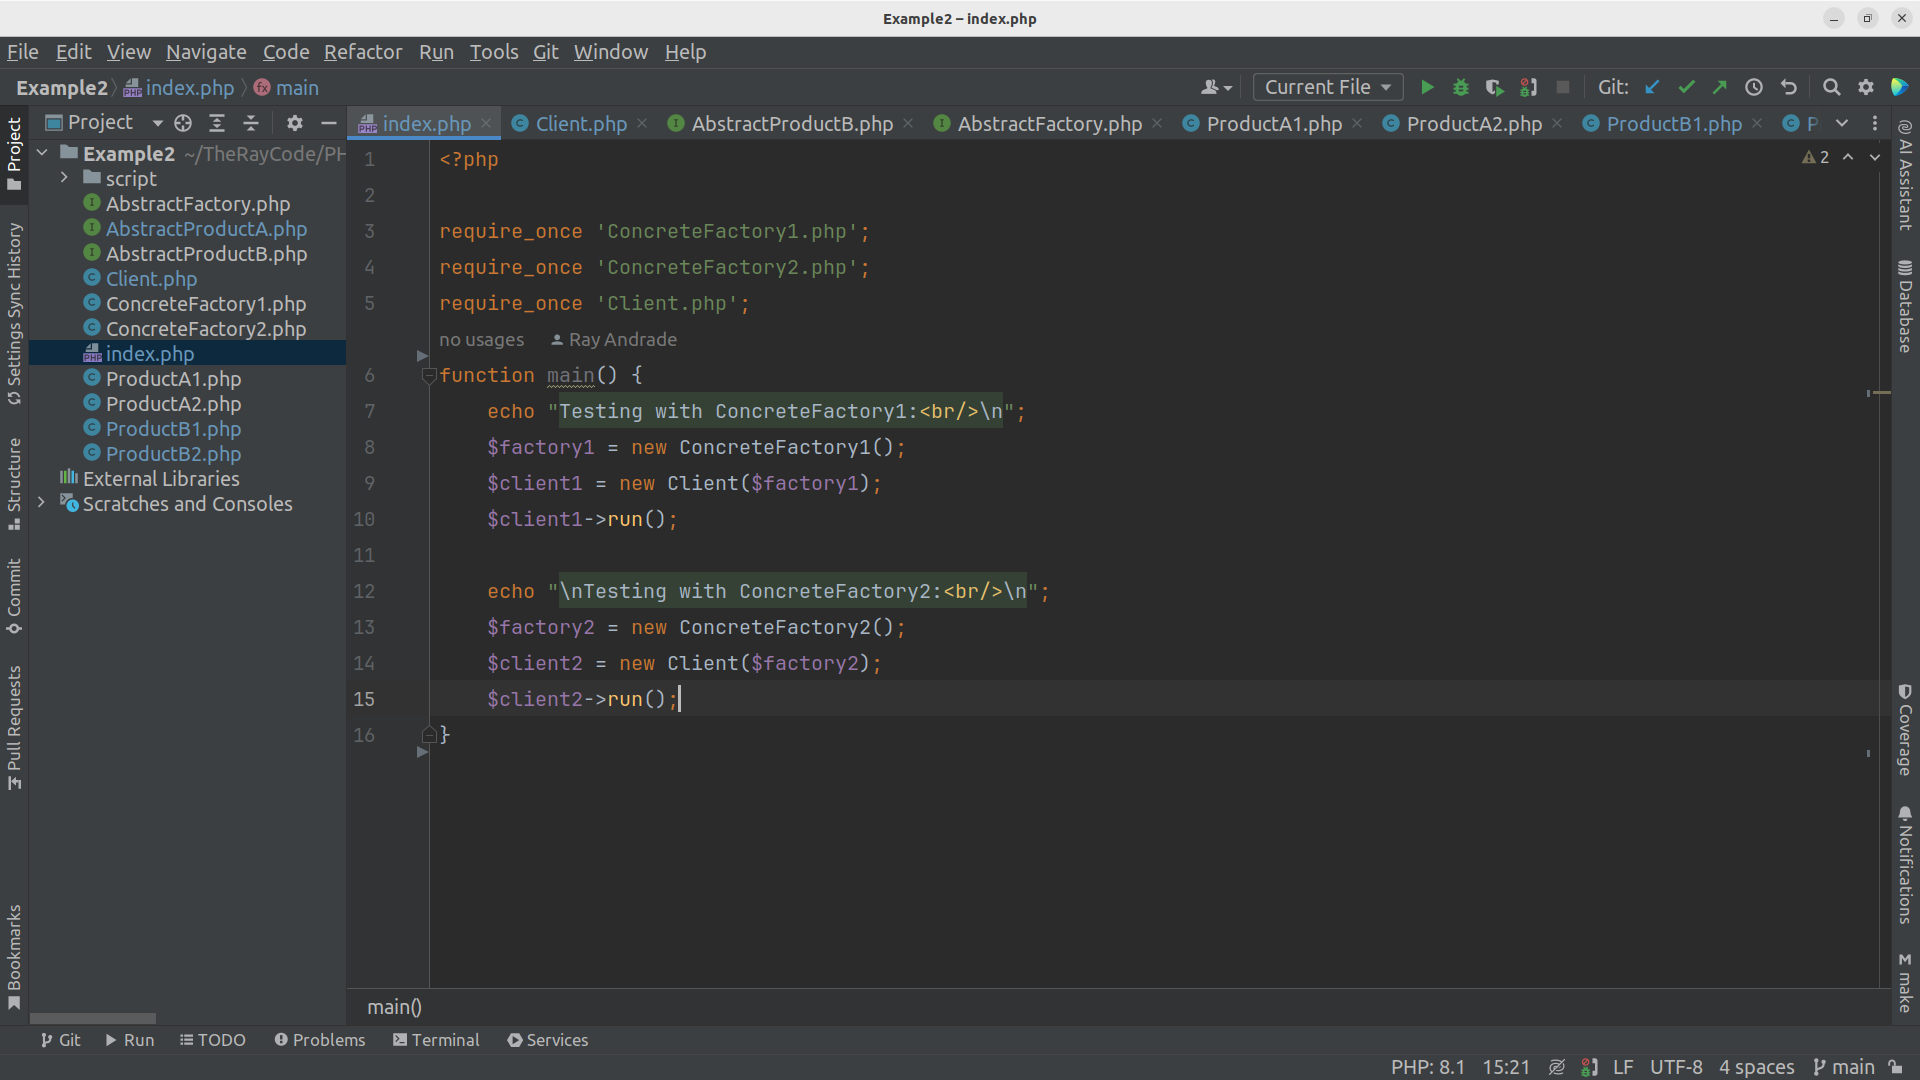 Example2 – index.php
File Edit View Navigate Code Refactor Run Tools Git Window Help
Example2 index.php main
Current File
Git:
Project
index.php
Client.php
AbstractProductB.php
AbstractFactory.php
ProductA1.php
ProductA2.php
ProductB1.php
P
Project
Settings Sync History
Structure
Commit
Pull Requests
Bookmarks
Example2 ~/TheRayCode/PH
script
AbstractFactory.php
AbstractProductA.php
AbstractProductB.php
Client.php
ConcreteFactory1.php
ConcreteFactory2.php
index.php
ProductA1.php
ProductA2.php
ProductB1.php
ProductB2.php
External Libraries
Scratches and Consoles
2
1 <?php
2
3 require_once 'ConcreteFactory1.php';
4 require_once 'ConcreteFactory2.php';
5 require_once 'Client.php';
no usages Ray Andrade
6 function main() {
7 echo "Testing with ConcreteFactory1:<br/>\n";
8 $factory1 = new ConcreteFactory1();
9 $client1 = new Client($factory1);
10 $client1->run();
11
12 echo "\nTesting with ConcreteFactory2:<br/>\n";
13 $factory2 = new ConcreteFactory2();
14 $client2 = new Client($factory2);
15 $client2->run();
16 }
main()
AI Assistant
Database
Coverage
Notifications
M make
Git Run TODO Problems Terminal Services
PHP: 8.1 15:21 LF UTF-8 4 spaces main